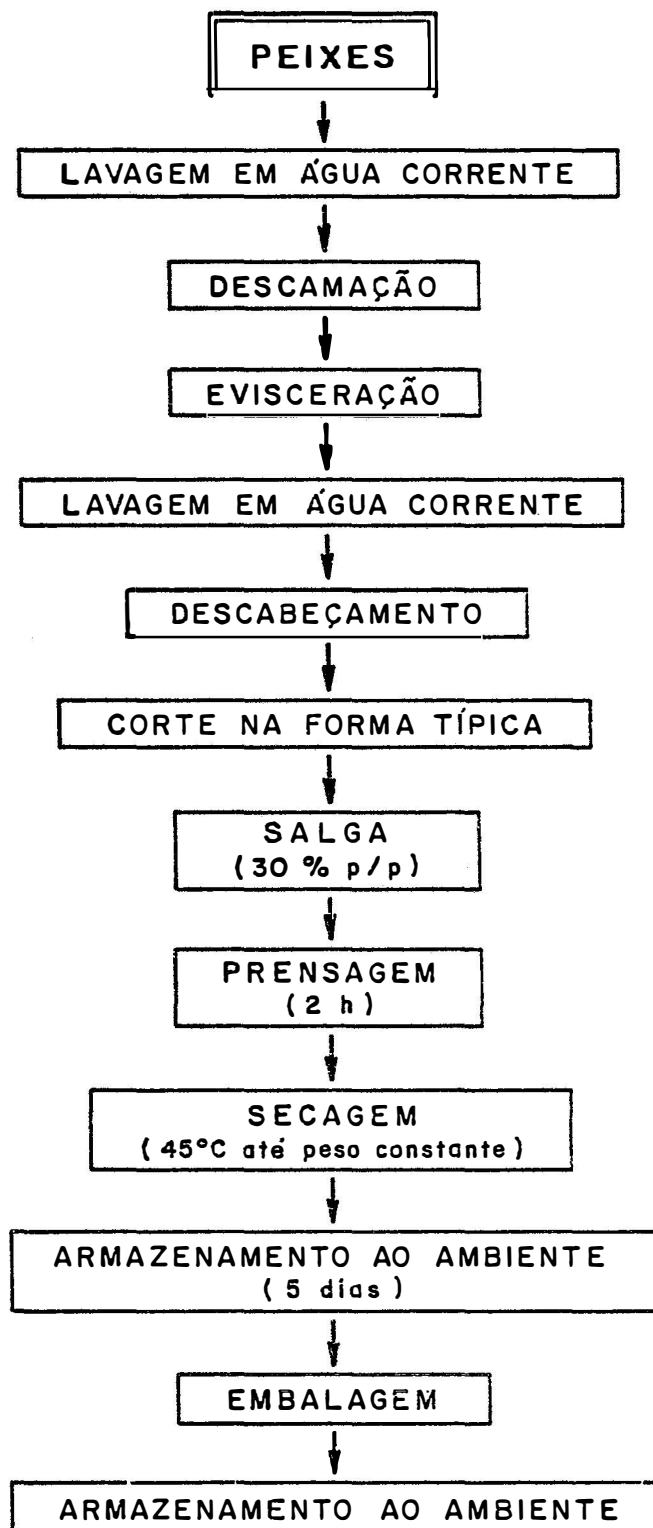 PEIXES
LAVAGEM EM ÁGUA CORRENTE
DESCAMAÇÃO
EVISCERAÇÃO
LAVAGEM EM ÁGUA CORRENTE
DESCABEÇAMENTO
CORTE NA FORMA TÍPICA
SALGA
(30 % p/p)
PRENSAGEM
(2 h)
SECAGEM
(45°C até peso constante)
ARMAZENAMENTO AO AMBIENTE
(5 dias)
EMBALAGEM
ARMAZENAMENTO AO AMBIENTE